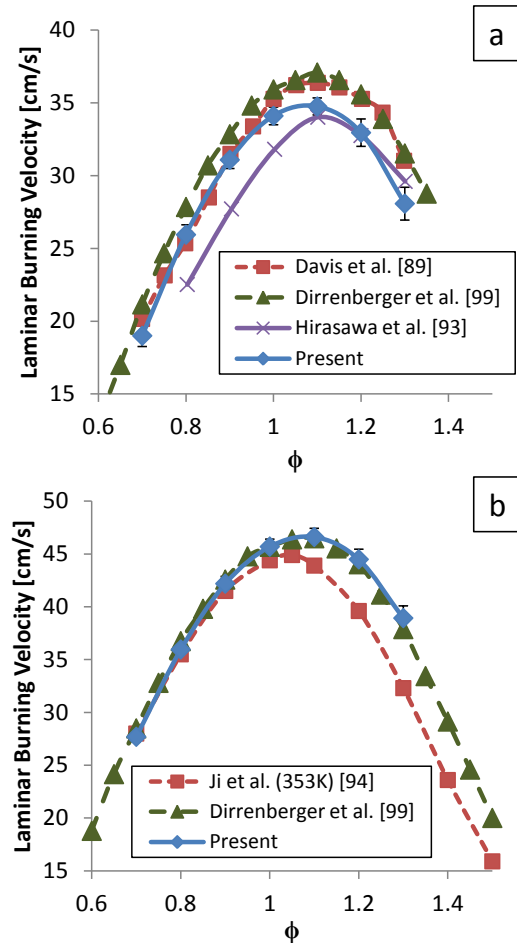 a
40
35
30
25
20
15
Laminar Burning Velocity [cm/s]
0.6 0.8 1 1.2 1.4
ϕ
Davis et al. [89]
Dirrenberger et al. [99]
Hirasawa et al. [93]
Present
b
50
45
40
35
30
25
20
15
Laminar Burning Velocity [cm/s]
0.6 0.8 1 1.2 1.4
ϕ
Ji et al. (353K) [94]
Dirrenberger et al. [99]
Present